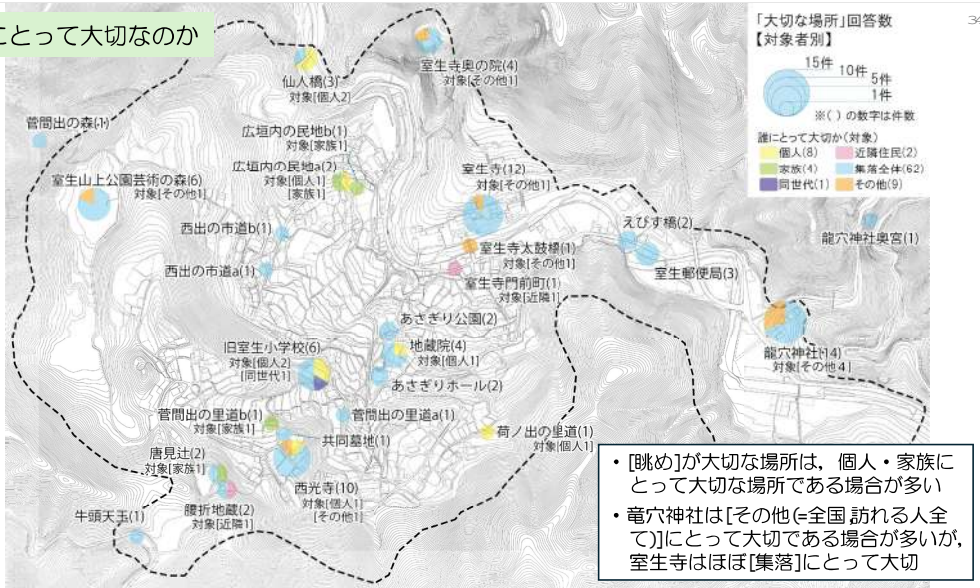 にとって大切なのか
34
「大切な場所」回答数
【対象者別】
15件
10件
5件
1件
※( ) の数字は件数
誰にとって大切か(対象)
個人(8)
近隣住民(2)
家族(4)
集落全体(62)
同世代(1)
その他(9)
仙人橋(3)
対象[個人2]
室生寺奥の院(4)
対象[その他1]
菅間出の森(1)
広垣内の民地b(1)
対象[家族1]
広垣内の民地a(2)
対象[個人1]
[家族1]
室生山上公園芸術の森(6)
対象[その他1]
室生寺(12)
対象[その他1]
えびす橋(2)
龍穴神社奥宮(1)
西出の市道b(1)
室生寺太鼓橋(1)
対象[その他1]
室生郵便局(3)
西出の市道a(1)
室生寺門前町(1)
対象[近隣1]
あさぎり公園(2)
旧室生小学校(6)
対象[個人2]
[同世代1]
地蔵院(4)
対象[個人1]
龍穴神社(14)
対象[その他4]
あさぎりホール(2)
菅間出の里道b(1)
対象[家族1]
菅間出の里道a(1)
荷ノ出の里道(1)
対象[個人1]
共同墓地(1)
唐見辻(2)
対象[家族1]
西光寺(10)
対象[個人1]
[その他1]
腰折地蔵(2)
対象[近隣1]
牛頭天王(1)
• [眺め]が大切な場所は，個人・家族に
とって大切な場所である場合が多い
• 竜穴神社は[その他(=全国,訪れる人全
て)]にとって大切である場合が多いが，
室生寺はほぼ[集落]にとって大切